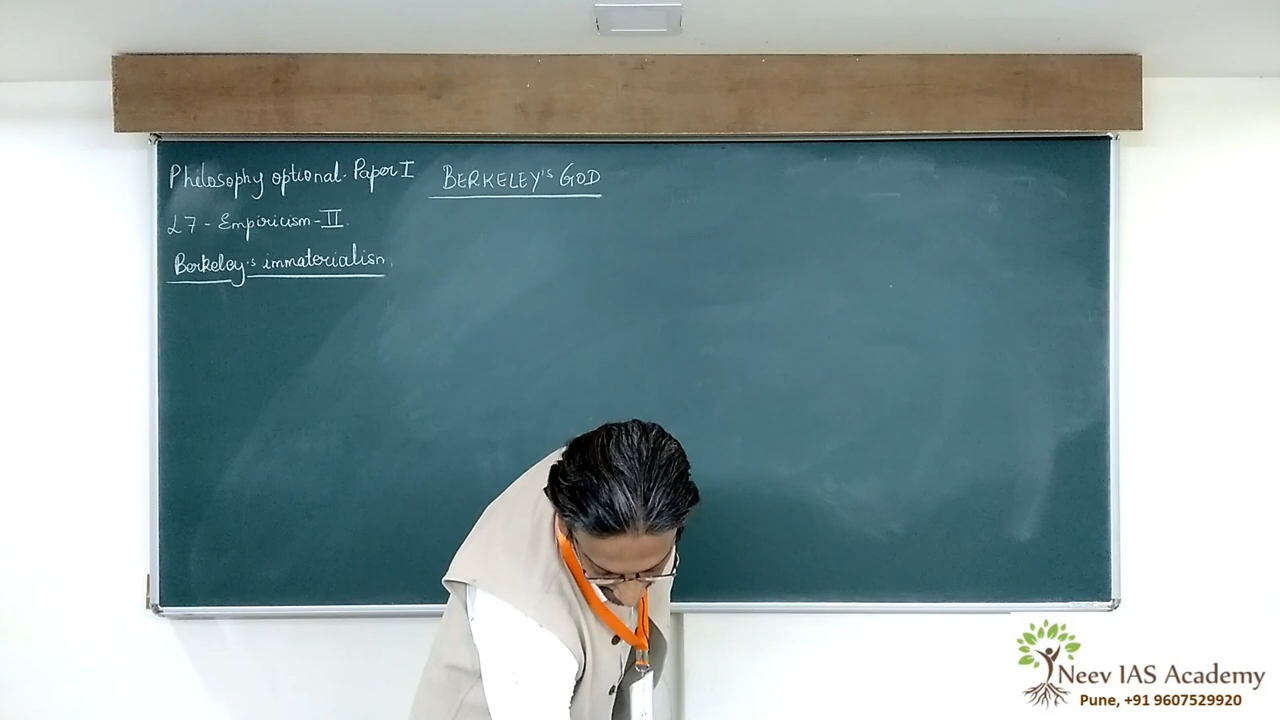 Philosophy optional. Paper I
BERKELEY's GOD
L7 - Empiricism - II.
Berkeley's immaterialism.
Neev IAS Academy
Pune, +91 9607529920